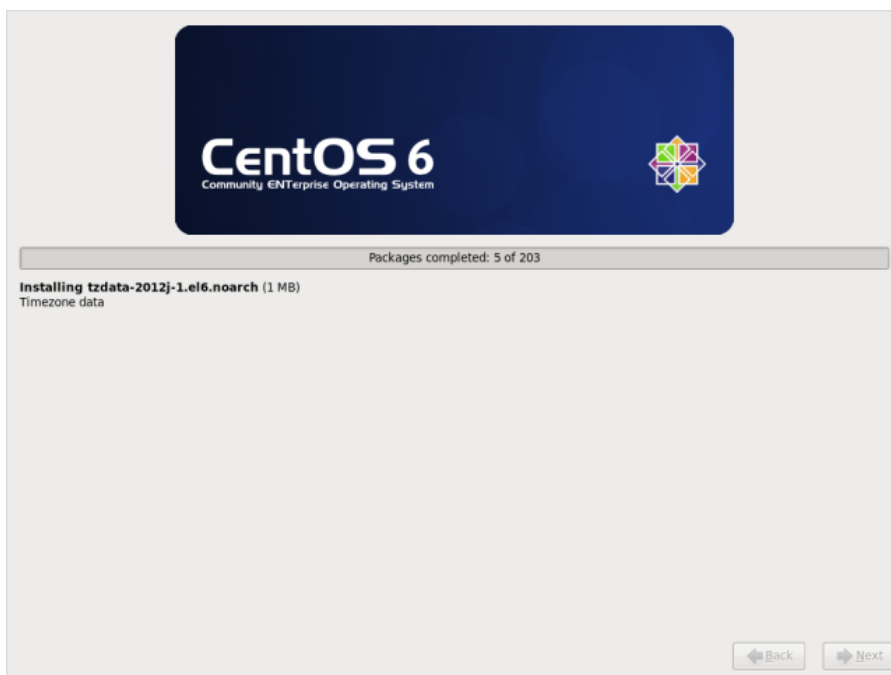 CentOS 6
Community ENTerprise Operating System
Packages completed: 5 of 203
Installing tzdata-2012j-1.el6.noarch (1 MB)
Timezone data
Back
Next